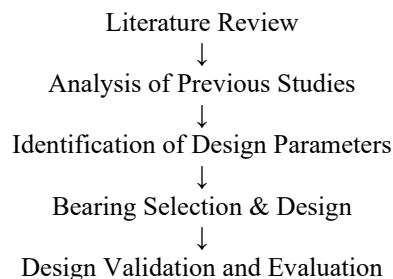 Literature Review
↓
Analysis of Previous Studies
↓
Identification of Design Parameters
↓
Bearing Selection & Design
↓
Design Validation and Evaluation